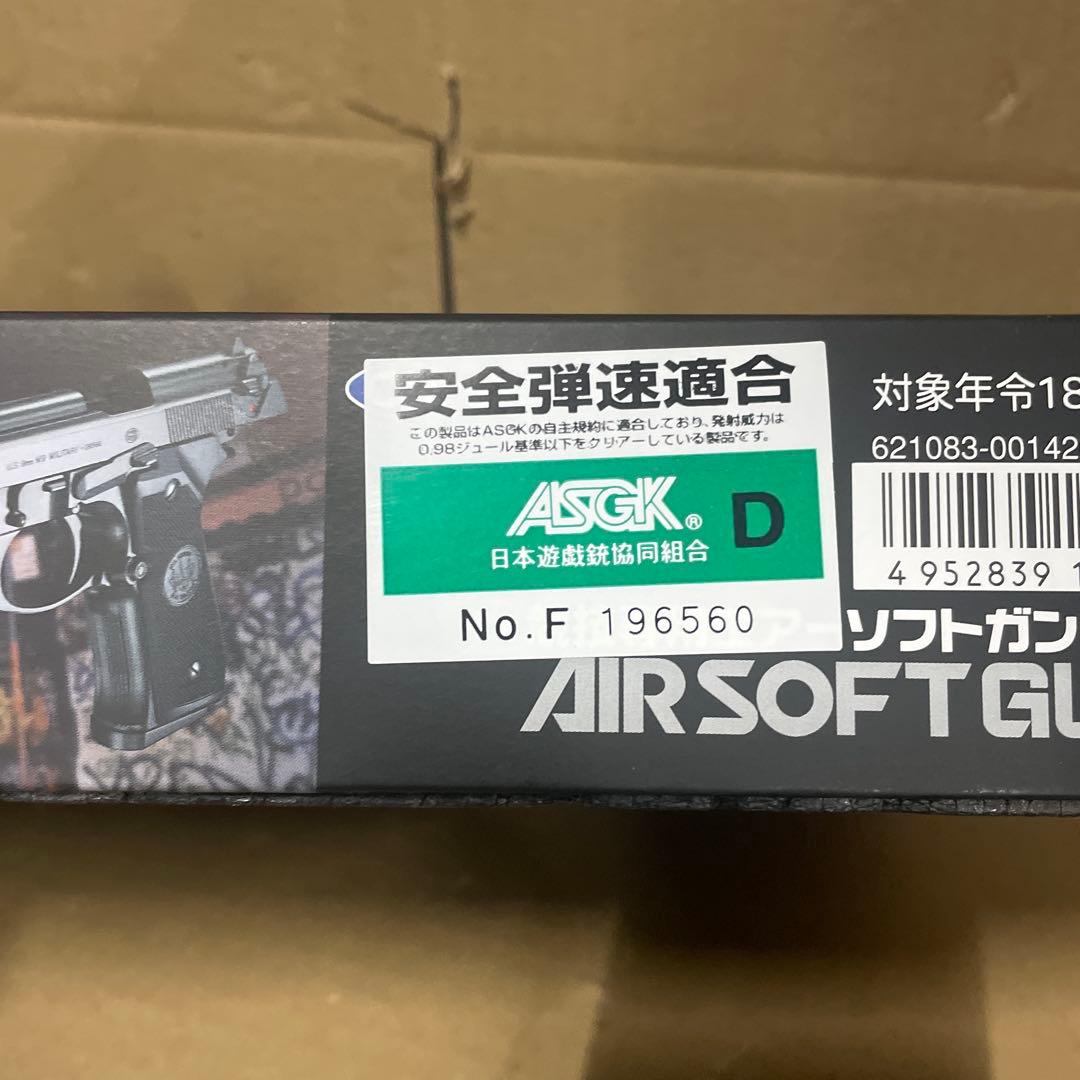 安全弾速適合
この製品はASGKの自主規約に適合しており、発射威力は
0.98ジュール基準以下をクリアーしている製品です。
ASGK® D
日本遊戯銃協同組合
No.F 196560
対象年令18
621083-00142
4 952839 1
アーソフトガン
AIRSOFT GU